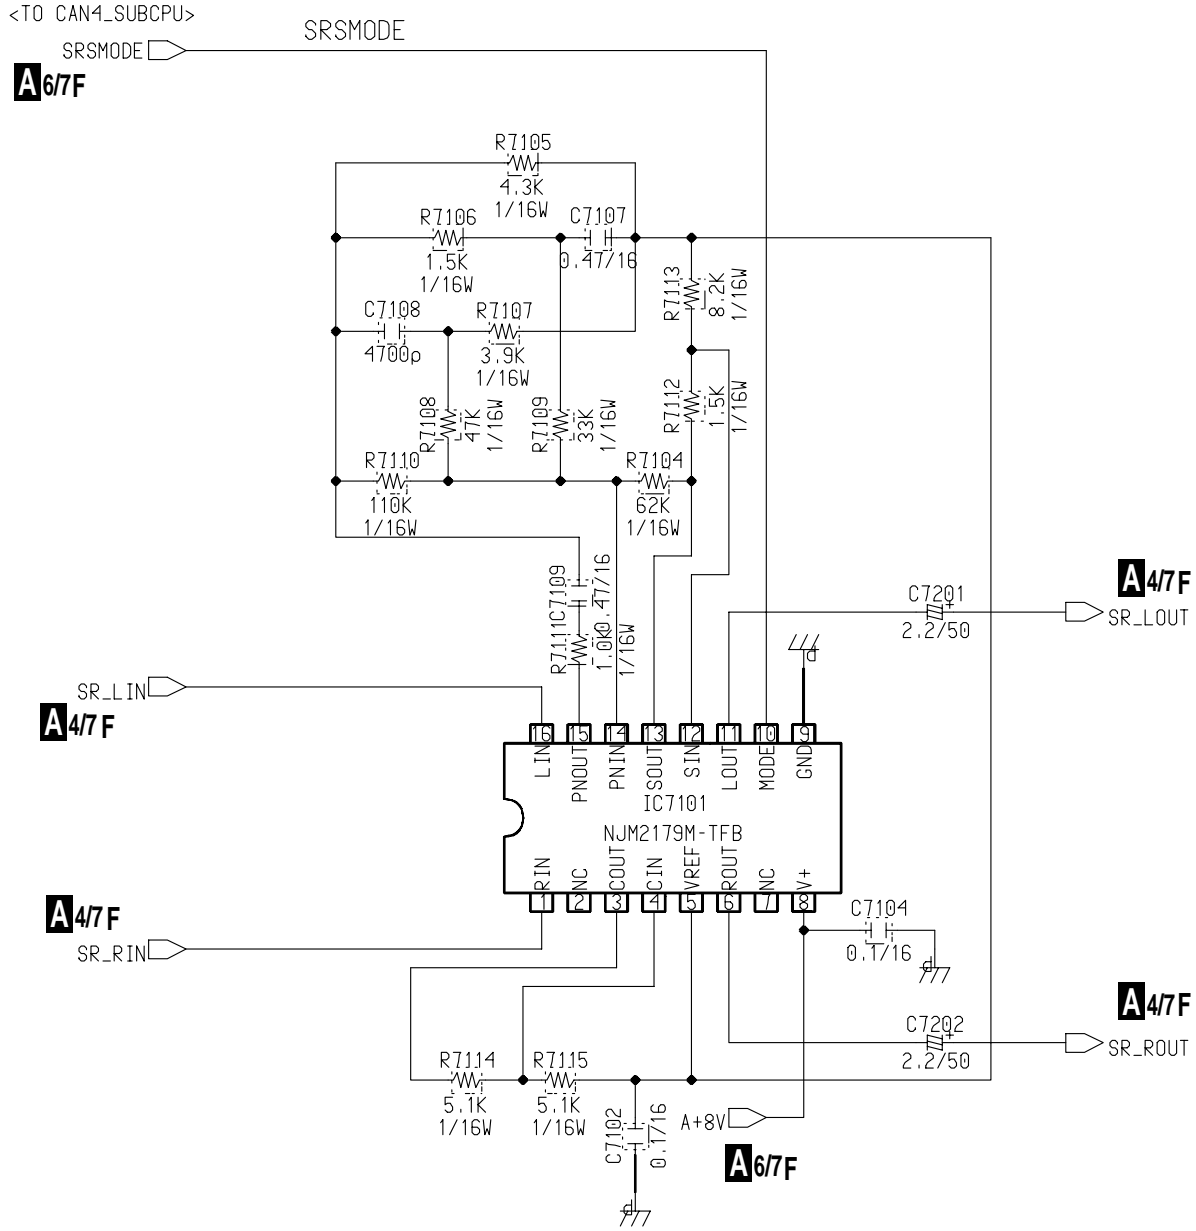 <TO CAN4_SUBCPU>
SRSMODE
SRSMODE
A 6/7F
R7105
4.3K
1/16W
R7106
1.5K
1/16W
C7107
0.47/16
R7113
8.2K
1/16W
C7108
4700p
R7107
3.9K
1/16W
R7112
1.5K
1/16W
R7108
47K
1/16W
R7109
33K
1/16W
R7110
110K
1/16W
R7104
62K
1/16W
C7109
0.47/16
R7111
1.0K
1/16W
C7201
+
2.2/50
A 4/7F
SR_LOUT
p
SR_LIN
A 4/7F
16 15 14 13 12 11 10 9
LIN PNOUT PNIN SOUT SIN LOUT MODE GND
IC7101
NJM2179M-TFB
RIN NC COUT CIN VREF ROUT NC V+
1 2 3 4 5 6 7 8
A 4/7F
SR_RIN
C7104
0.1/16
p
A 4/7F
C7202
+
2.2/50
SR_ROUT
R7114
5.1K
1/16W
R7115
5.1K
1/16W
C7102
0.1/16
p
A+8V
A 6/7F